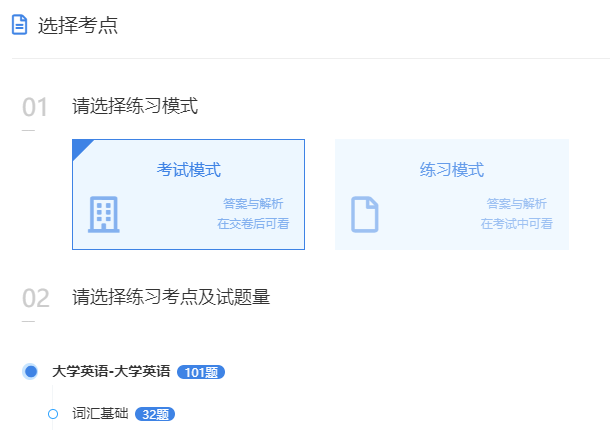 选择考点
01 请选择练习模式
考试模式
答案与解析
在交卷后可看
练习模式
答案与解析
在考试中可看
02 请选择练习考点及试题量
大学英语-大学英语 101题
词汇基础 32题